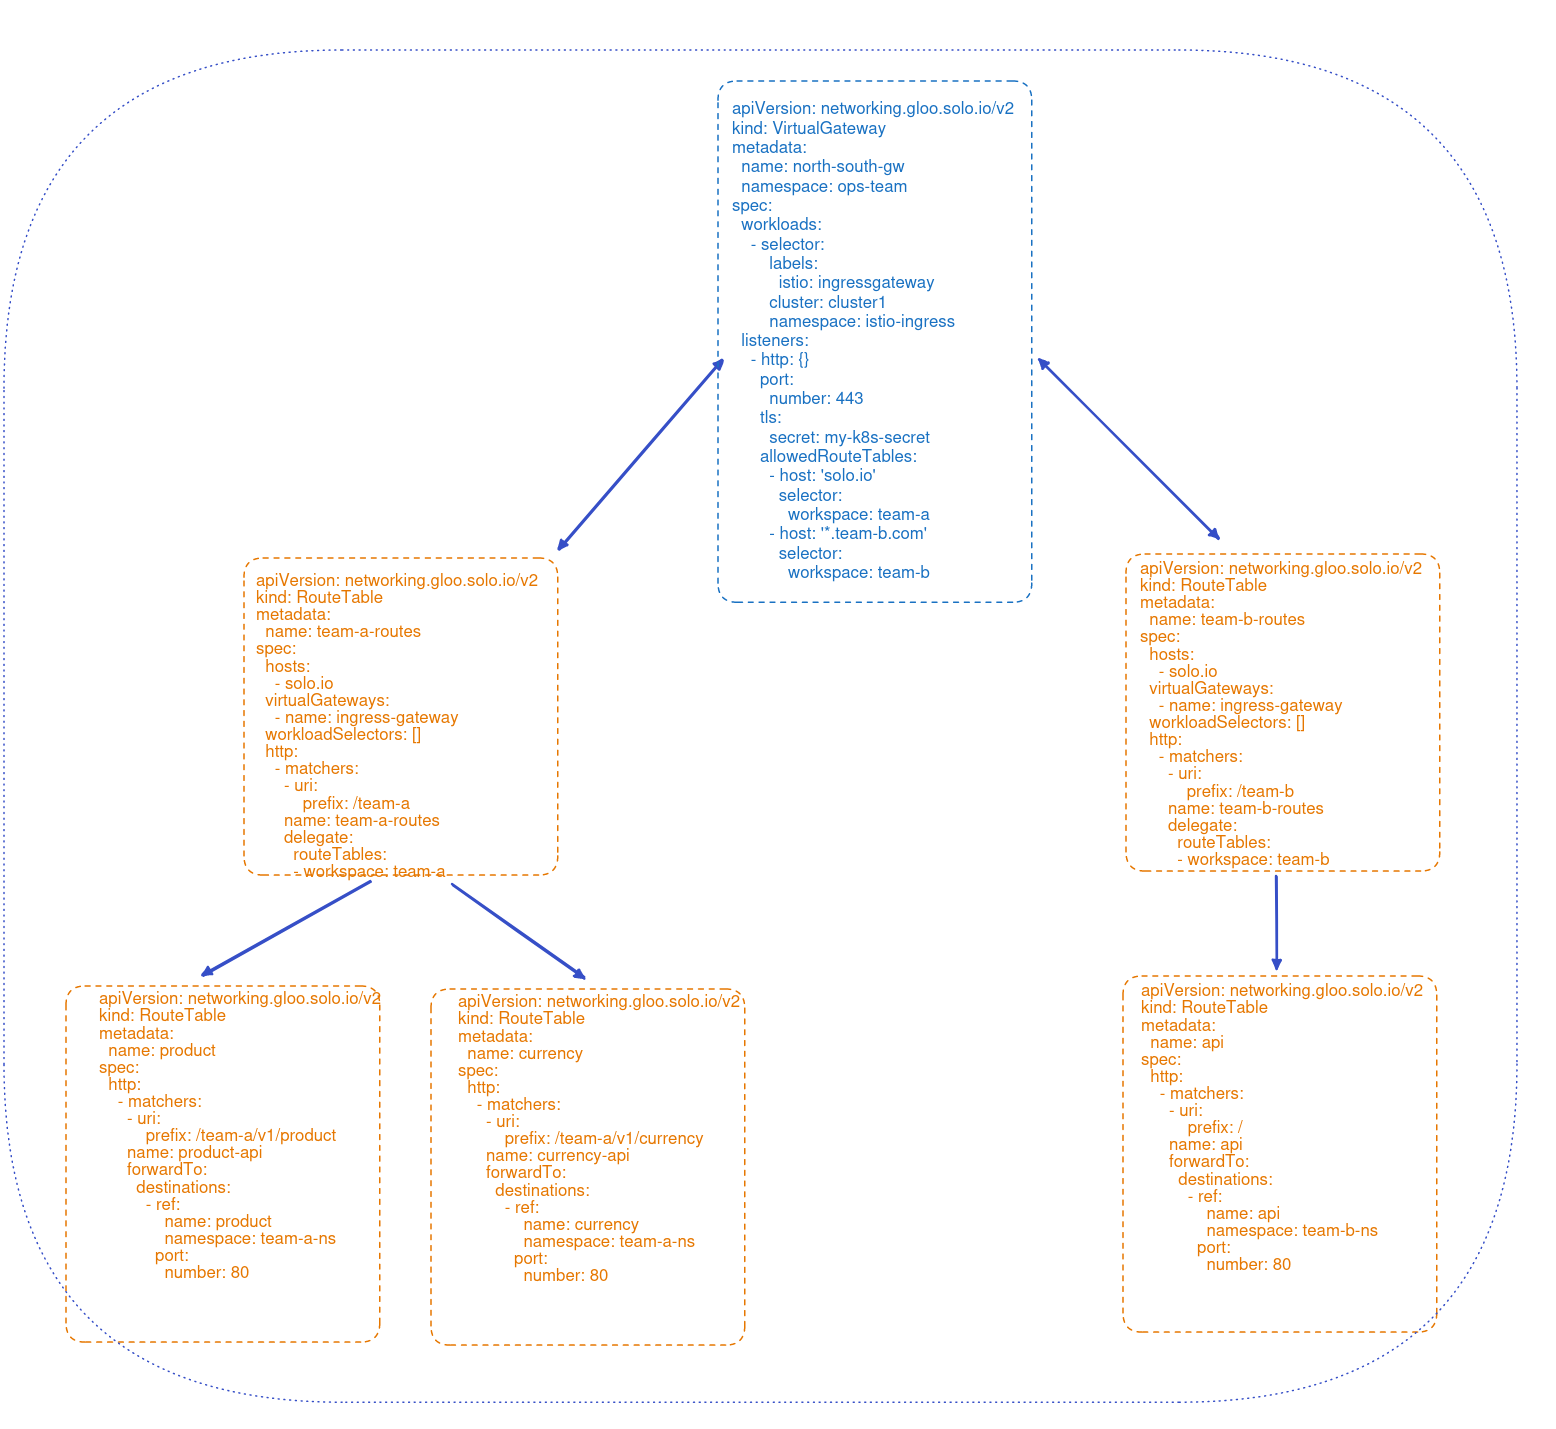 apiVersion: networking.gloo.solo.io/v2
kind: VirtualGateway
metadata:
  name: north-south-gw
  namespace: ops-team
spec:
  workloads:
    - selector:
        labels:
          istio: ingressgateway
        cluster: cluster1
        namespace: istio-ingress
  listeners:
    - http: {}
      port:
        number: 443
      tls:
        secret: my-k8s-secret
      allowedRouteTables:
        - host: 'solo.io'
          selector:
            workspace: team-a
        - host: '*.team-b.com'
          selector:
            workspace: team-b
apiVersion: networking.gloo.solo.io/v2
kind: RouteTable
metadata:
  name: team-a-routes
spec:
  hosts:
    - solo.io
  virtualGateways:
    - name: ingress-gateway
  workloadSelectors: []
  http:
    - matchers:
      - uri:
          prefix: /team-a
      name: team-a-routes
      delegate:
        routeTables:
        - workspace: team-a
apiVersion: networking.gloo.solo.io/v2
kind: RouteTable
metadata:
  name: team-b-routes
spec:
  hosts:
    - solo.io
  virtualGateways:
    - name: ingress-gateway
  workloadSelectors: []
  http:
    - matchers:
      - uri:
          prefix: /team-b
      name: team-b-routes
      delegate:
        routeTables:
        - workspace: team-b
apiVersion: networking.gloo.solo.io/v2
kind: RouteTable
metadata:
  name: product
spec:
  http:
    - matchers:
      - uri:
          prefix: /team-a/v1/product
      name: product-api
      forwardTo:
        destinations:
          - ref:
              name: product
              namespace: team-a-ns
            port:
              number: 80
apiVersion: networking.gloo.solo.io/v2
kind: RouteTable
metadata:
  name: currency
spec:
  http:
    - matchers:
      - uri:
          prefix: /team-a/v1/currency
      name: currency-api
      forwardTo:
        destinations:
          - ref:
              name: currency
              namespace: team-a-ns
            port:
              number: 80
apiVersion: networking.gloo.solo.io/v2
kind: RouteTable
metadata:
  name: api
spec:
  http:
    - matchers:
      - uri:
          prefix: /
      name: api
      forwardTo:
        destinations:
          - ref:
              name: api
              namespace: team-b-ns
            port:
              number: 80